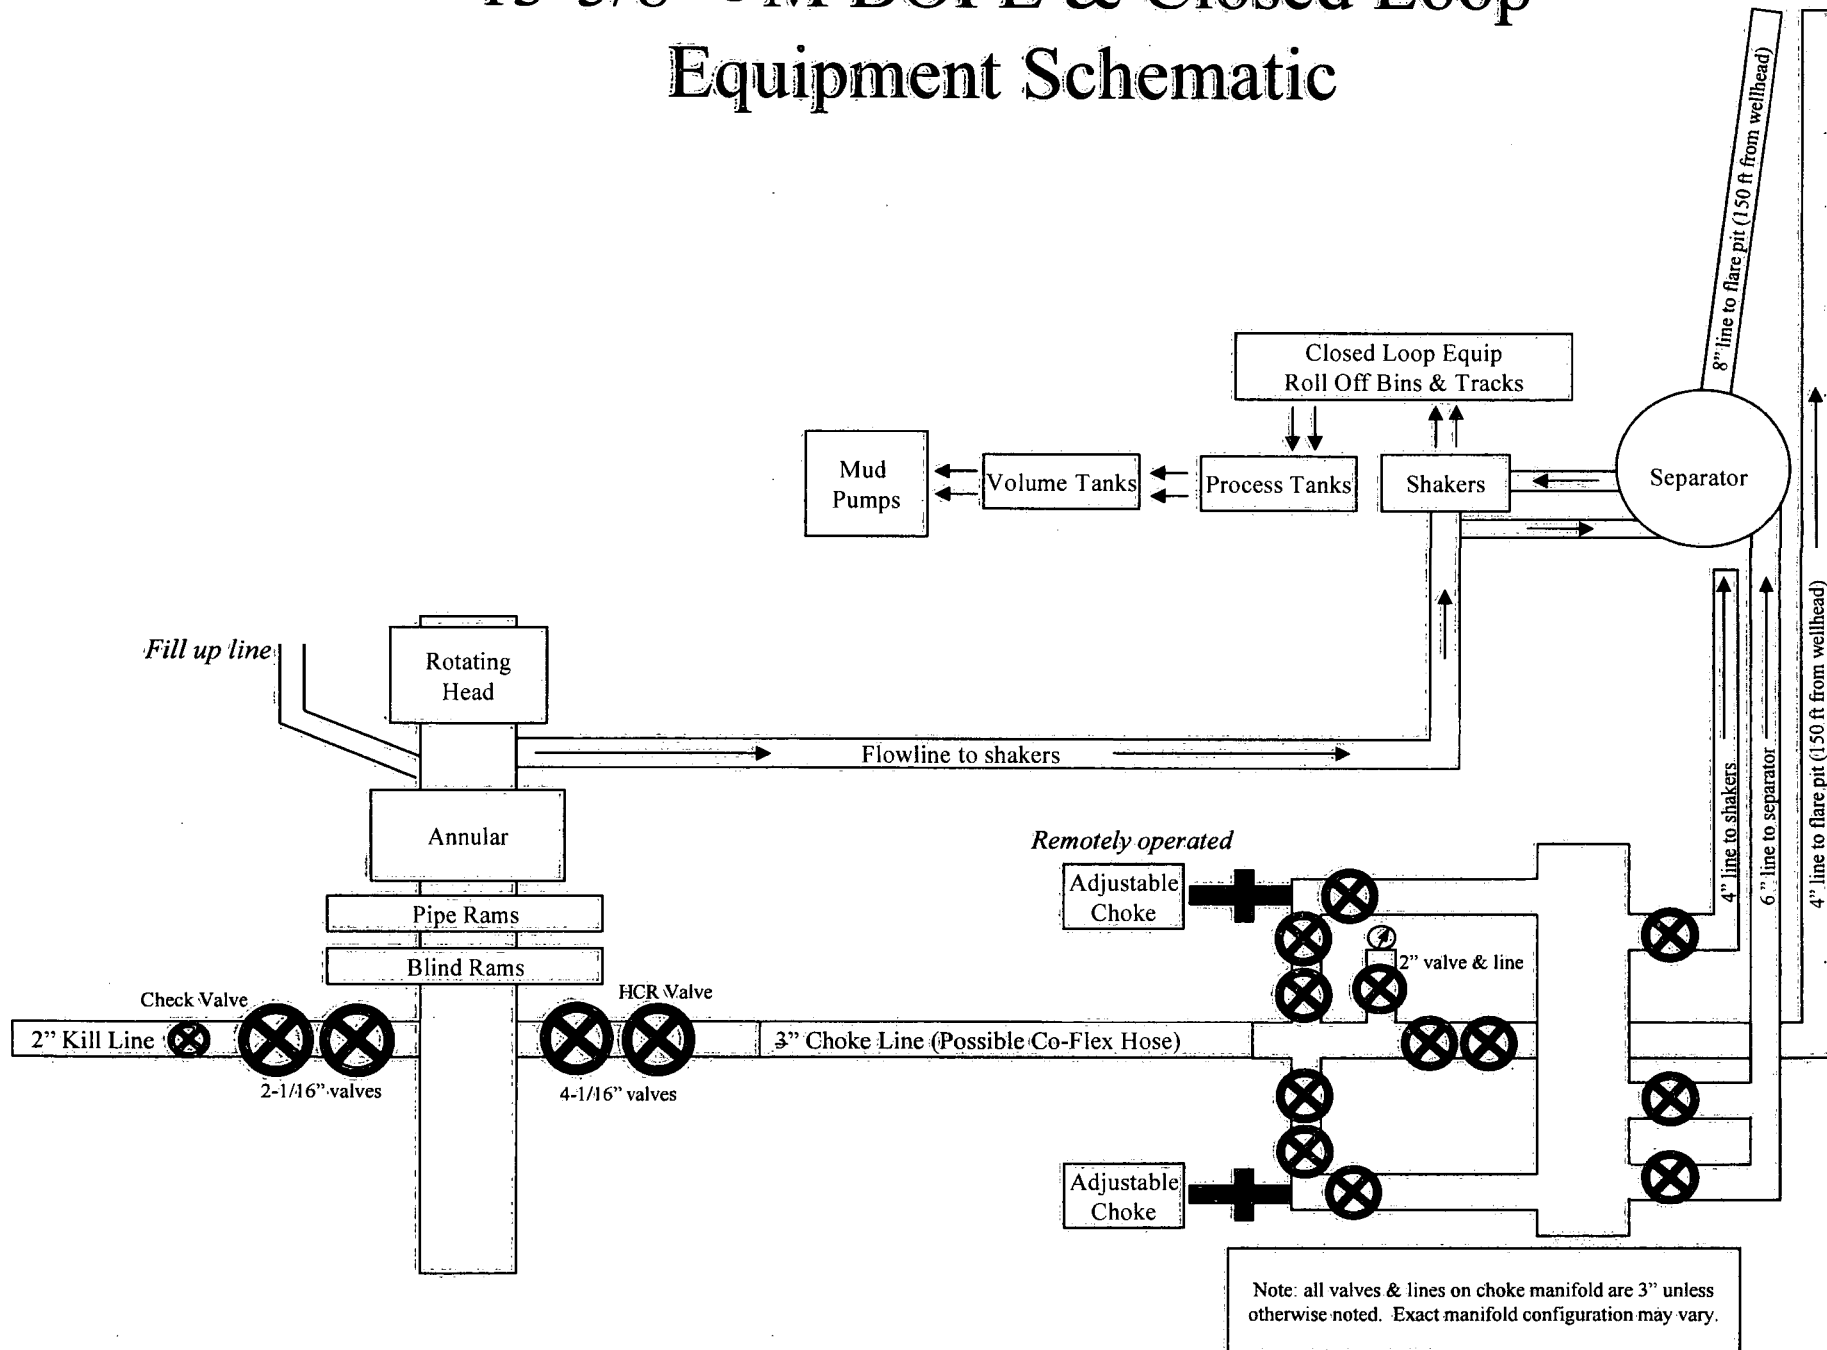 & Closed Loop
Equipment Schematic
8” line to flare pit (150 ft from wellhead)
Closed Loop Equip
Roll Off Bins & Tracks
Mud
Pumps
Volume Tanks
Process Tanks
Shakers
Separator
Fill up line
Rotating
Head
Flowline to shakers
Annular
Pipe Rams
Blind Rams
Remotely operated
Adjustable
Choke
2” valve & line
4” line to shakers
6” line to separator
4” line to flare pit (150 ft from wellhead)
Check Valve
HCR Valve
2” Kill Line
3” Choke Line (Possible Co-Flex Hose)
2-1/16” valves
4-1/16” valves
Adjustable
Choke
Note: all valves & lines on choke manifold are 3” unless
otherwise noted. Exact manifold configuration may vary.